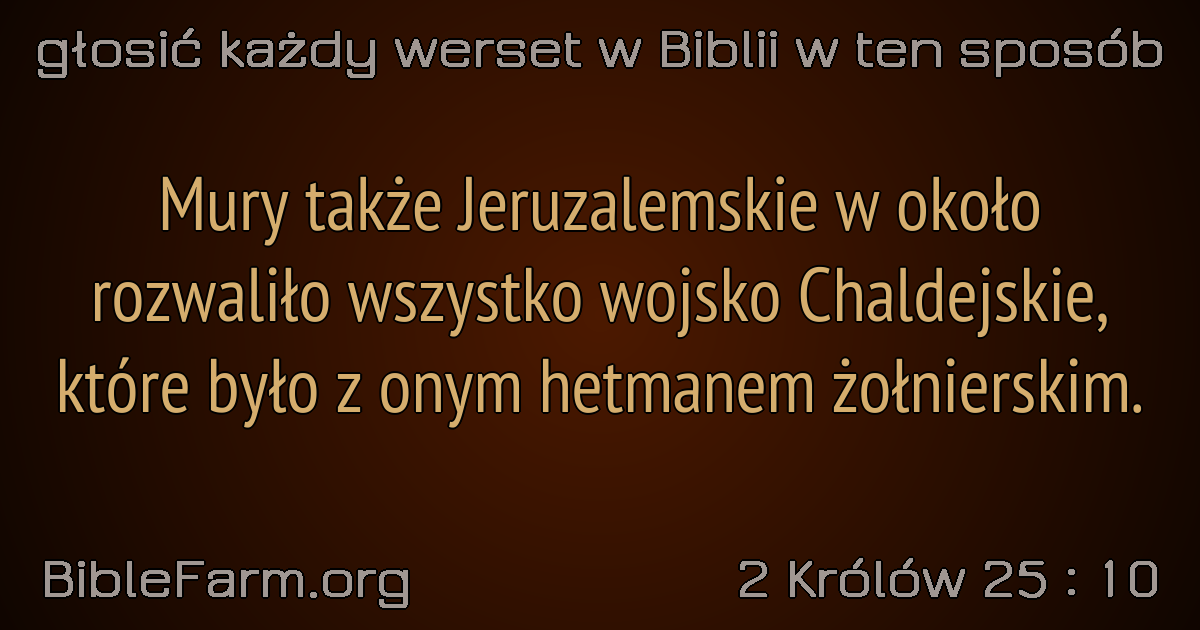 głosić każdy werset w Biblii w ten sposób
Mury także Jeruzalemskie w około
rozwaliło wszystko wojsko Chaldejskie,
które było z onym hetmanem żołnierskim.
BibleFarm.org
2 Królów 25 : 10